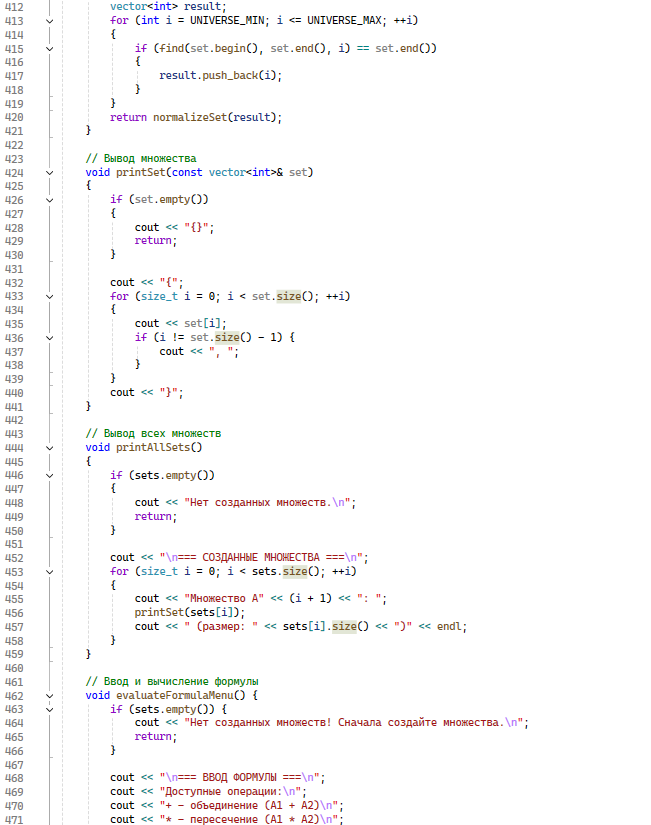 412 vector<int> result;
413 for (int i = UNIVERSE_MIN; i <= UNIVERSE_MAX; ++i)
414 {
415 if (find(set.begin(), set.end(), i) == set.end())
416 {
417 result.push_back(i);
418 }
419 }
420 return normalizeSet(result);
421 }
422
423 // Вывод множества
424 void printSet(const vector<int>& set)
425 {
426 if (set.empty())
427 {
428 cout << "{}";
429 return;
430 }
431
432 cout << "{";
433 for (size_t i = 0; i < set.size(); ++i)
434 {
435 cout << set[i];
436 if (i != set.size() - 1) {
437 cout << ", ";
438 }
439 }
440 cout << "}";
441 }
442
443 // Вывод всех множеств
444 void printAllSets()
445 {
446 if (sets.empty())
447 {
448 cout << "Нет созданных множеств.\n";
449 return;
450 }
451
452 cout << "\n=== СОЗДАННЫЕ МНОЖЕСТВА ===\n";
453 for (size_t i = 0; i < sets.size(); ++i)
454 {
455 cout << "Множество A" << (i + 1) << ": ";
456 printSet(sets[i]);
457 cout << " (размер: " << sets[i].size() << ")" << endl;
458 }
459 }
460
461 // Ввод и вычисление формулы
462 void evaluateFormulaMenu() {
463 if (sets.empty()) {
464 cout << "Нет созданных множеств! Сначала создайте множества.\n";
465 return;
466 }
467
468 cout << "\n=== ВВОД ФОРМУЛЫ ===\n";
469 cout << "Доступные операции:\n";
470 cout << "+ - объединение (A1 + A2)\n";
471 cout << "* - пересечение (A1 * A2)\n";